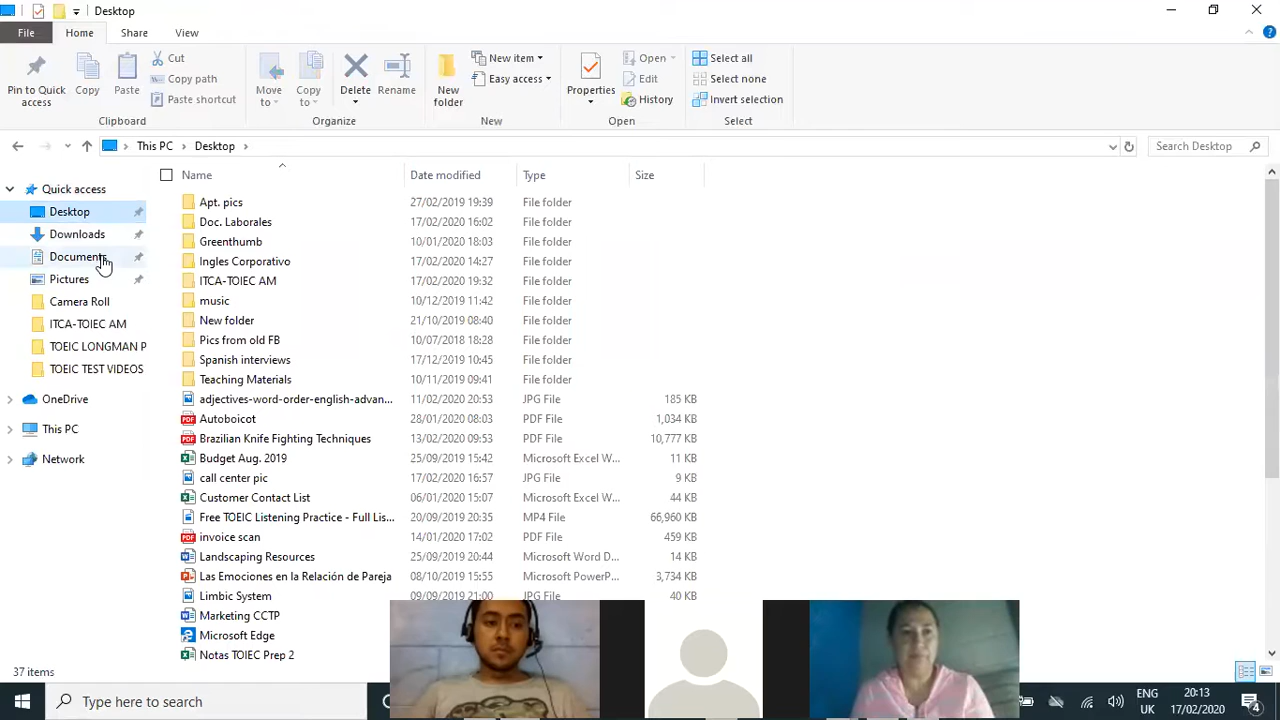 Desktop
File Home Share View
Pin to Quick access
Copy
Paste
Cut
Copy path
Paste shortcut
Clipboard
Move to
Copy to
Delete
Rename
Organize
New folder
New item
Easy access
New
Properties
Open
Edit
History
Open
Select all
Select none
Invert selection
Select
This PC Desktop
Search Desktop
Quick access
Desktop
Downloads
Documents
Pictures
Camera Roll
ITCA-TOIEC AM
TOEIC LONGMAN P
TOEIC TEST VIDEOS
OneDrive
This PC
Network
Name Date modified Type Size
Apt. pics 27/02/2019 19:39 File folder
Doc. Laborales 17/02/2020 16:02 File folder
Greenthumb 10/01/2020 18:03 File folder
Ingles Corporativo 17/02/2020 14:27 File folder
ITCA-TOIEC AM 17/02/2020 19:32 File folder
music 10/12/2019 11:42 File folder
New folder 21/10/2019 08:40 File folder
Pics from old FB 10/07/2018 18:28 File folder
Spanish interviews 17/12/2019 10:45 File folder
Teaching Materials 10/11/2019 09:41 File folder
adjectives-word-order-english-advan... 11/02/2020 20:53 JPG File 185 KB
Autoboicot 28/01/2020 08:03 PDF File 1,034 KB
Brazilian Knife Fighting Techniques 13/02/2020 09:53 PDF File 10,777 KB
Budget Aug. 2019 25/09/2019 15:42 Microsoft Excel W... 11 KB
call center pic 17/02/2020 16:57 JPG File 9 KB
Customer Contact List 06/01/2020 15:07 Microsoft Excel W... 44 KB
Free TOEIC Listening Practice - Full Lis... 20/09/2019 20:35 MP4 File 66,960 KB
invoice scan 14/01/2020 17:02 PDF File 459 KB
Landscaping Resources 25/09/2019 20:44 Microsoft Word D... 14 KB
Las Emociones en la Relación de Pareja 08/10/2019 15:55 Microsoft PowerP... 3,734 KB
Limbic System 09/09/2019 21:00 JPG File 40 KB
Marketing CCTP
Microsoft Edge
Notas TOIEC Prep 2
37 items
Type here to search
ENG
UK
20:13
17/02/2020
4